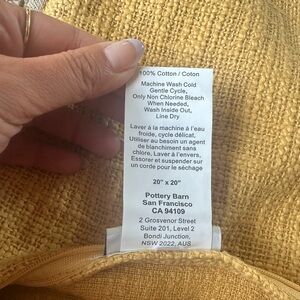 100% Cotton / Coton
Machine Wash Cold
Gentle Cycle,
Only Non Chlorine Bleach
When Needed,
Wash Inside Out,
Line Dry
Laver à la machine à l'eau
froide, cycle délicat,
Utiliser au besoin un agent
de blanchiment sans
chlore, Laver à l'envers,
Essorer et suspendre sur
un corde pour le séchage
20" x 20"
Pottery Barn
San Francisco
CA 94109
2 Grosvenor Street
Suite 201, Level 2
Bondi Junction,
NSW 2022, AUS